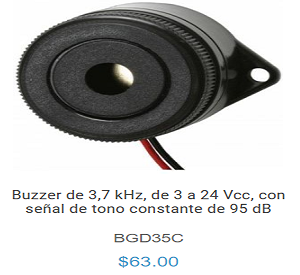 Buzzer de 3,7 kHz, de 3 a 24 Vcc, con
señal de tono constante de 95 dB
BGD35C
$63.00